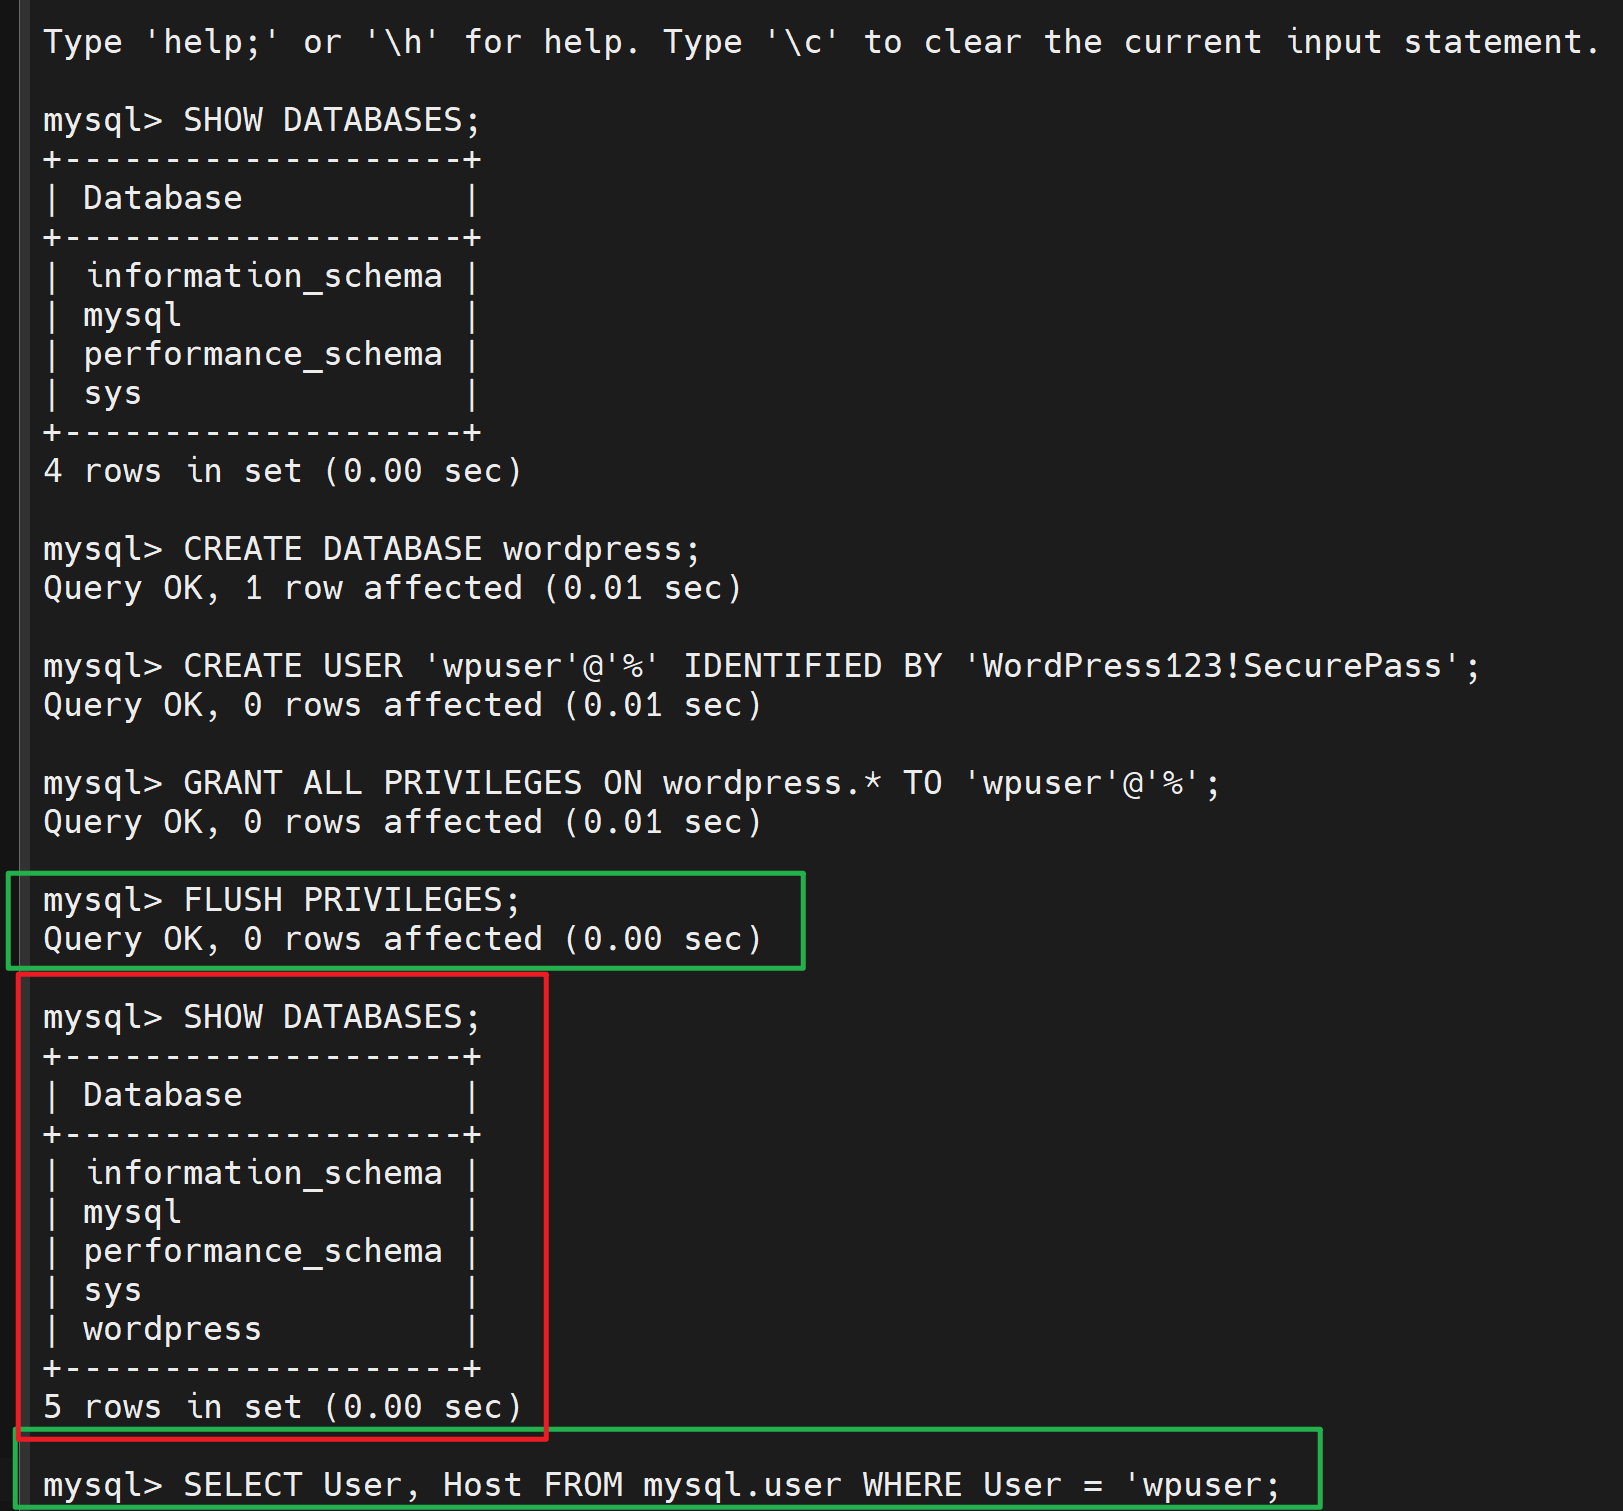 Type 'help;' or '\h' for help. Type '\c' to clear the current input statement.
mysql> SHOW DATABASES;
+--------------------+
| Database           |
+--------------------+
| information_schema |
| mysql              |
| performance_schema |
| sys                |
+--------------------+
4 rows in set (0.00 sec)
mysql> CREATE DATABASE wordpress;
Query OK, 1 row affected (0.01 sec)
mysql> CREATE USER 'wpuser'@'%' IDENTIFIED BY 'WordPress123!SecurePass';
Query OK, 0 rows affected (0.01 sec)
mysql> GRANT ALL PRIVILEGES ON wordpress.* TO 'wpuser'@'%';
Query OK, 0 rows affected (0.01 sec)
mysql> FLUSH PRIVILEGES;
Query OK, 0 rows affected (0.00 sec)
mysql> SHOW DATABASES;
+--------------------+
| Database           |
+--------------------+
| information_schema |
| mysql              |
| performance_schema |
| sys                |
| wordpress          |
+--------------------+
5 rows in set (0.00 sec)
mysql> SELECT User, Host FROM mysql.user WHERE User = 'wpuser;